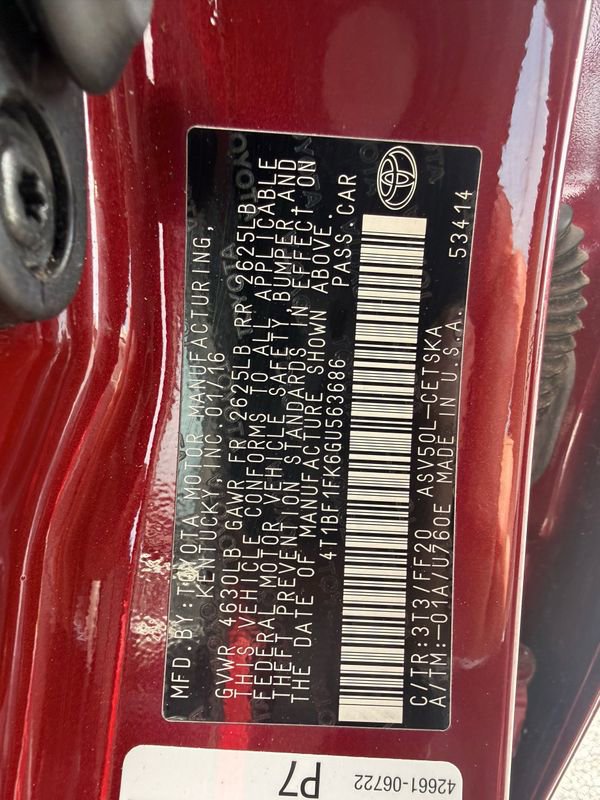 MFD.BY:TOYOTA MOTOR MANUFACTURING,
KENTUCKY,INC 01/16
GVWR 4630LB GAWR FR 2625LB RR 2625LB
THIS VEHICLE CONFORMS TO ALL APPLICABLE
FEDERAL MOTOR VEHICLE SAFETY,BUMPER,AND
THEFT PREVENTION STANDARDS IN EFFECT ON
THE DATE OF MANUFACTURE SHOWN ABOVE.
4T1BF1FK6GU563686 PASS.CAR
C/TR:3T3/FF20 ASV50L-CETSKA
A/TM:-01A/U760E MADE IN U.S.A. 53414
42661-06722
P7